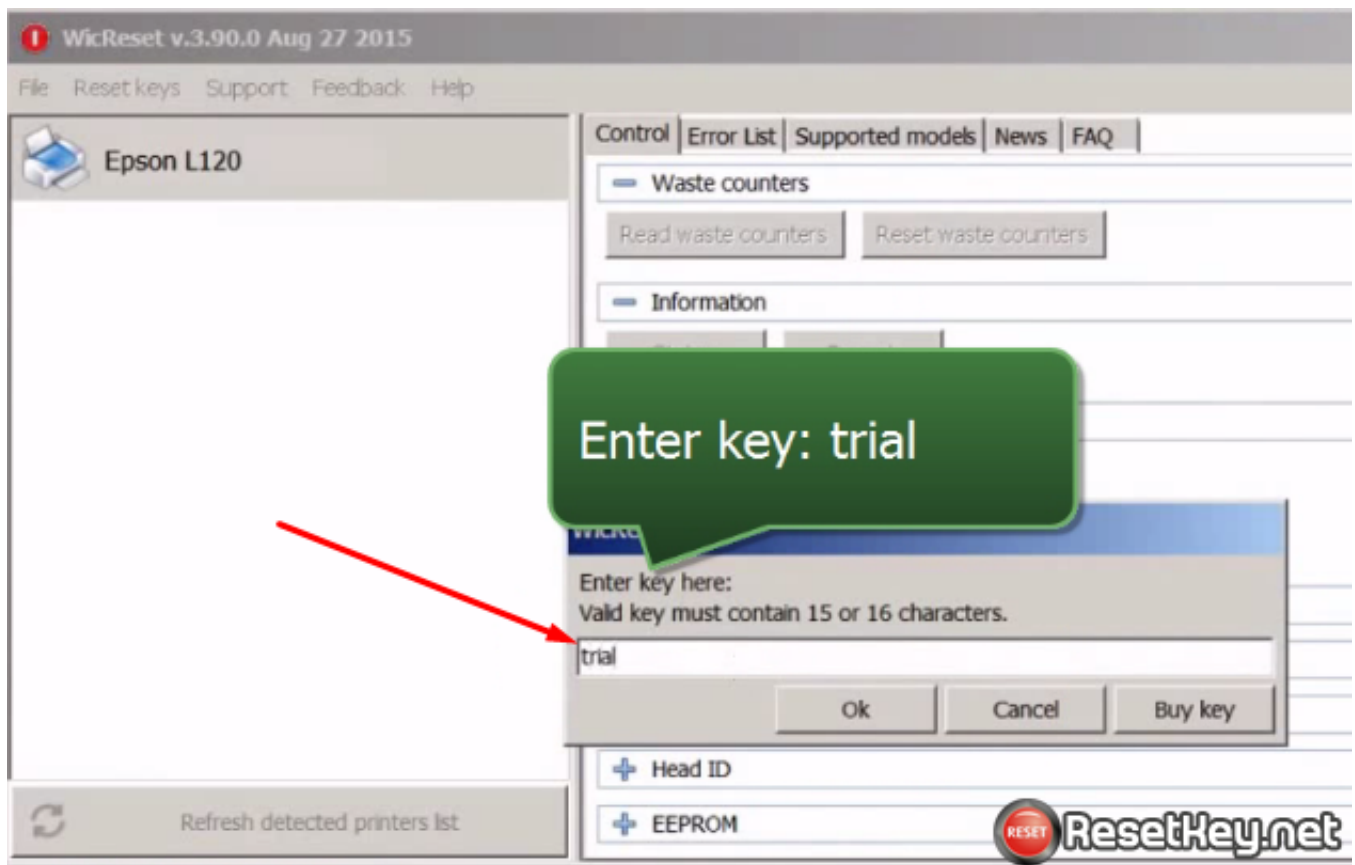 WicReset v.3.90.0 Aug 27 2015
File Reset keys Support Feedback Help
Epson L120
Control Error List Supported models News FAQ
Waste counters
Read waste counters Reset waste counters
Information
Enter key: trial
Enter key here:
Valid key must contain 15 or 16 characters.
trial
Ok Cancel Buy key
Head ID
EEPROM
Refresh detected printers list
RESET ResetKey.net